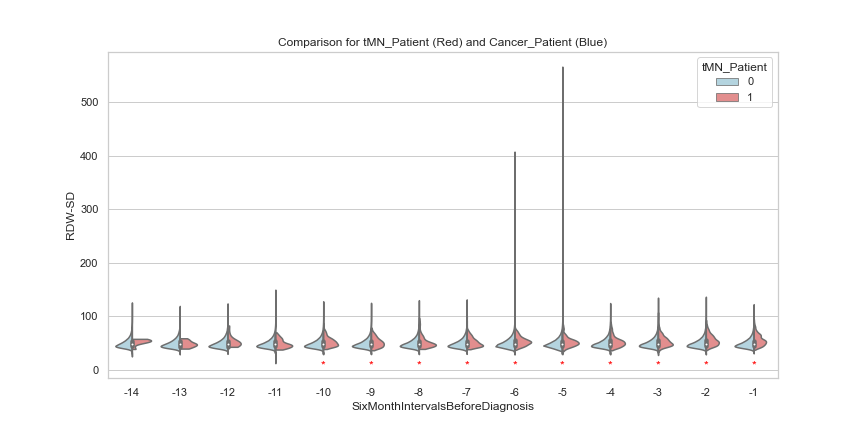 Comparison for tMN_Patient (Red) and Cancer_Patient (Blue)
tMN_Patient
0
1
500
400
300
200
100
0
RDW-SD
-14 -13 -12 -11 -10 -9 -8 -7 -6 -5 -4 -3 -2 -1
SixMonthIntervalsBeforeDiagnosis